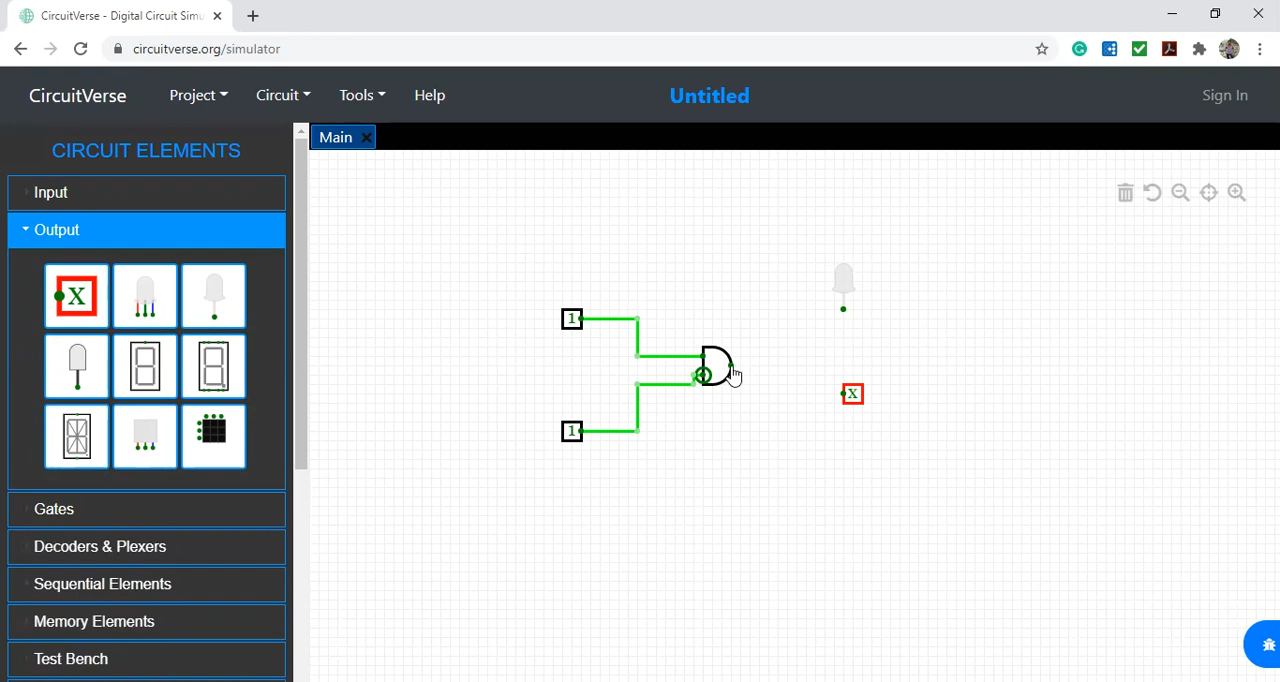 CircuitVerse - Digital Circuit Simu
circuitverse.org/simulator
CircuitVerse Project Circuit Tools Help Untitled Sign In
CIRCUIT ELEMENTS
Main
Input
Output
X
Gates
Decoders & Plexers
Sequential Elements
Memory Elements
Test Bench
1
X
1